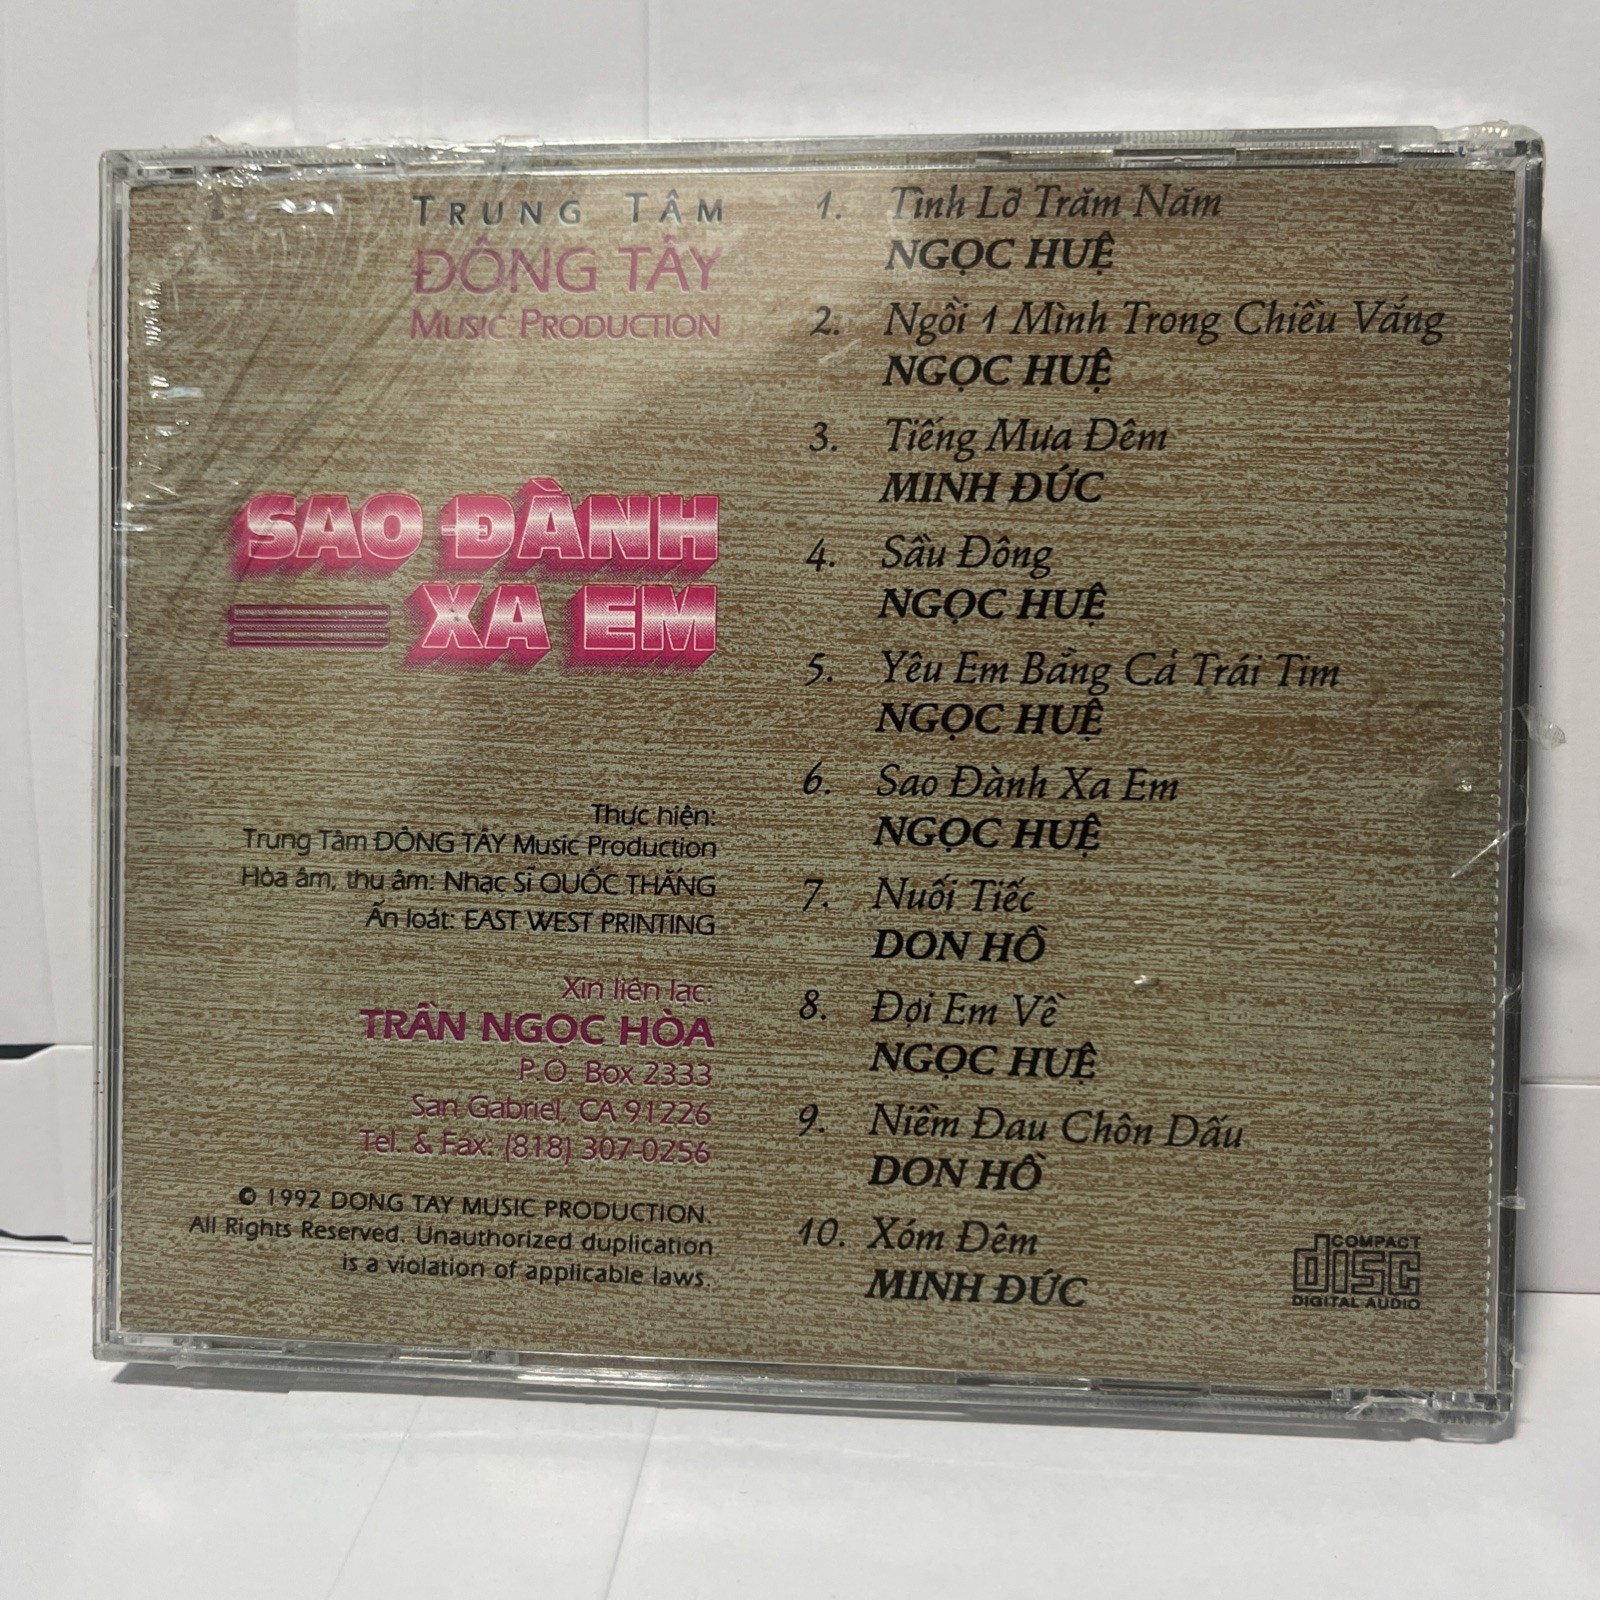 TRUNG TÂM
ĐÔNG TÂY
MUSIC PRODUCTION
SAO ĐÀNH
XA EM
Thực hiện:
Trung Tâm ĐÔNG TÂY Music Production
Hòa âm, thu âm: Nhạc Sĩ QUỐC THẮNG
Ấn loát: EAST WEST PRINTING
Xin liên lạc:
TRẦN NGỌC HÒA
P.O. Box 2333
San Gabriel, CA 91226
Tel. & Fax: (818) 307-0256
© 1992 DONG TAY MUSIC PRODUCTION.
All Rights Reserved. Unauthorized duplication
is a violation of applicable laws.
1. Tình Lỡ Trăm Năm
NGỌC HUỆ
2. Ngồi 1 Mình Trong Chiều Vắng
NGỌC HUỆ
3. Tiếng Mưa Đêm
MINH ĐỨC
4. Sầu Đông
NGỌC HUỆ
5. Yêu Em Bằng Cả Trái Tim
NGỌC HUỆ
6. Sao Đành Xa Em
NGỌC HUỆ
7. Nuối Tiếc
DON HỒ
8. Đợi Em Về
NGỌC HUỆ
9. Niềm Đau Chôn Dấu
DON HỒ
10. Xóm Đêm
MINH ĐỨC
COMPACT
disc
DIGITAL AUDIO